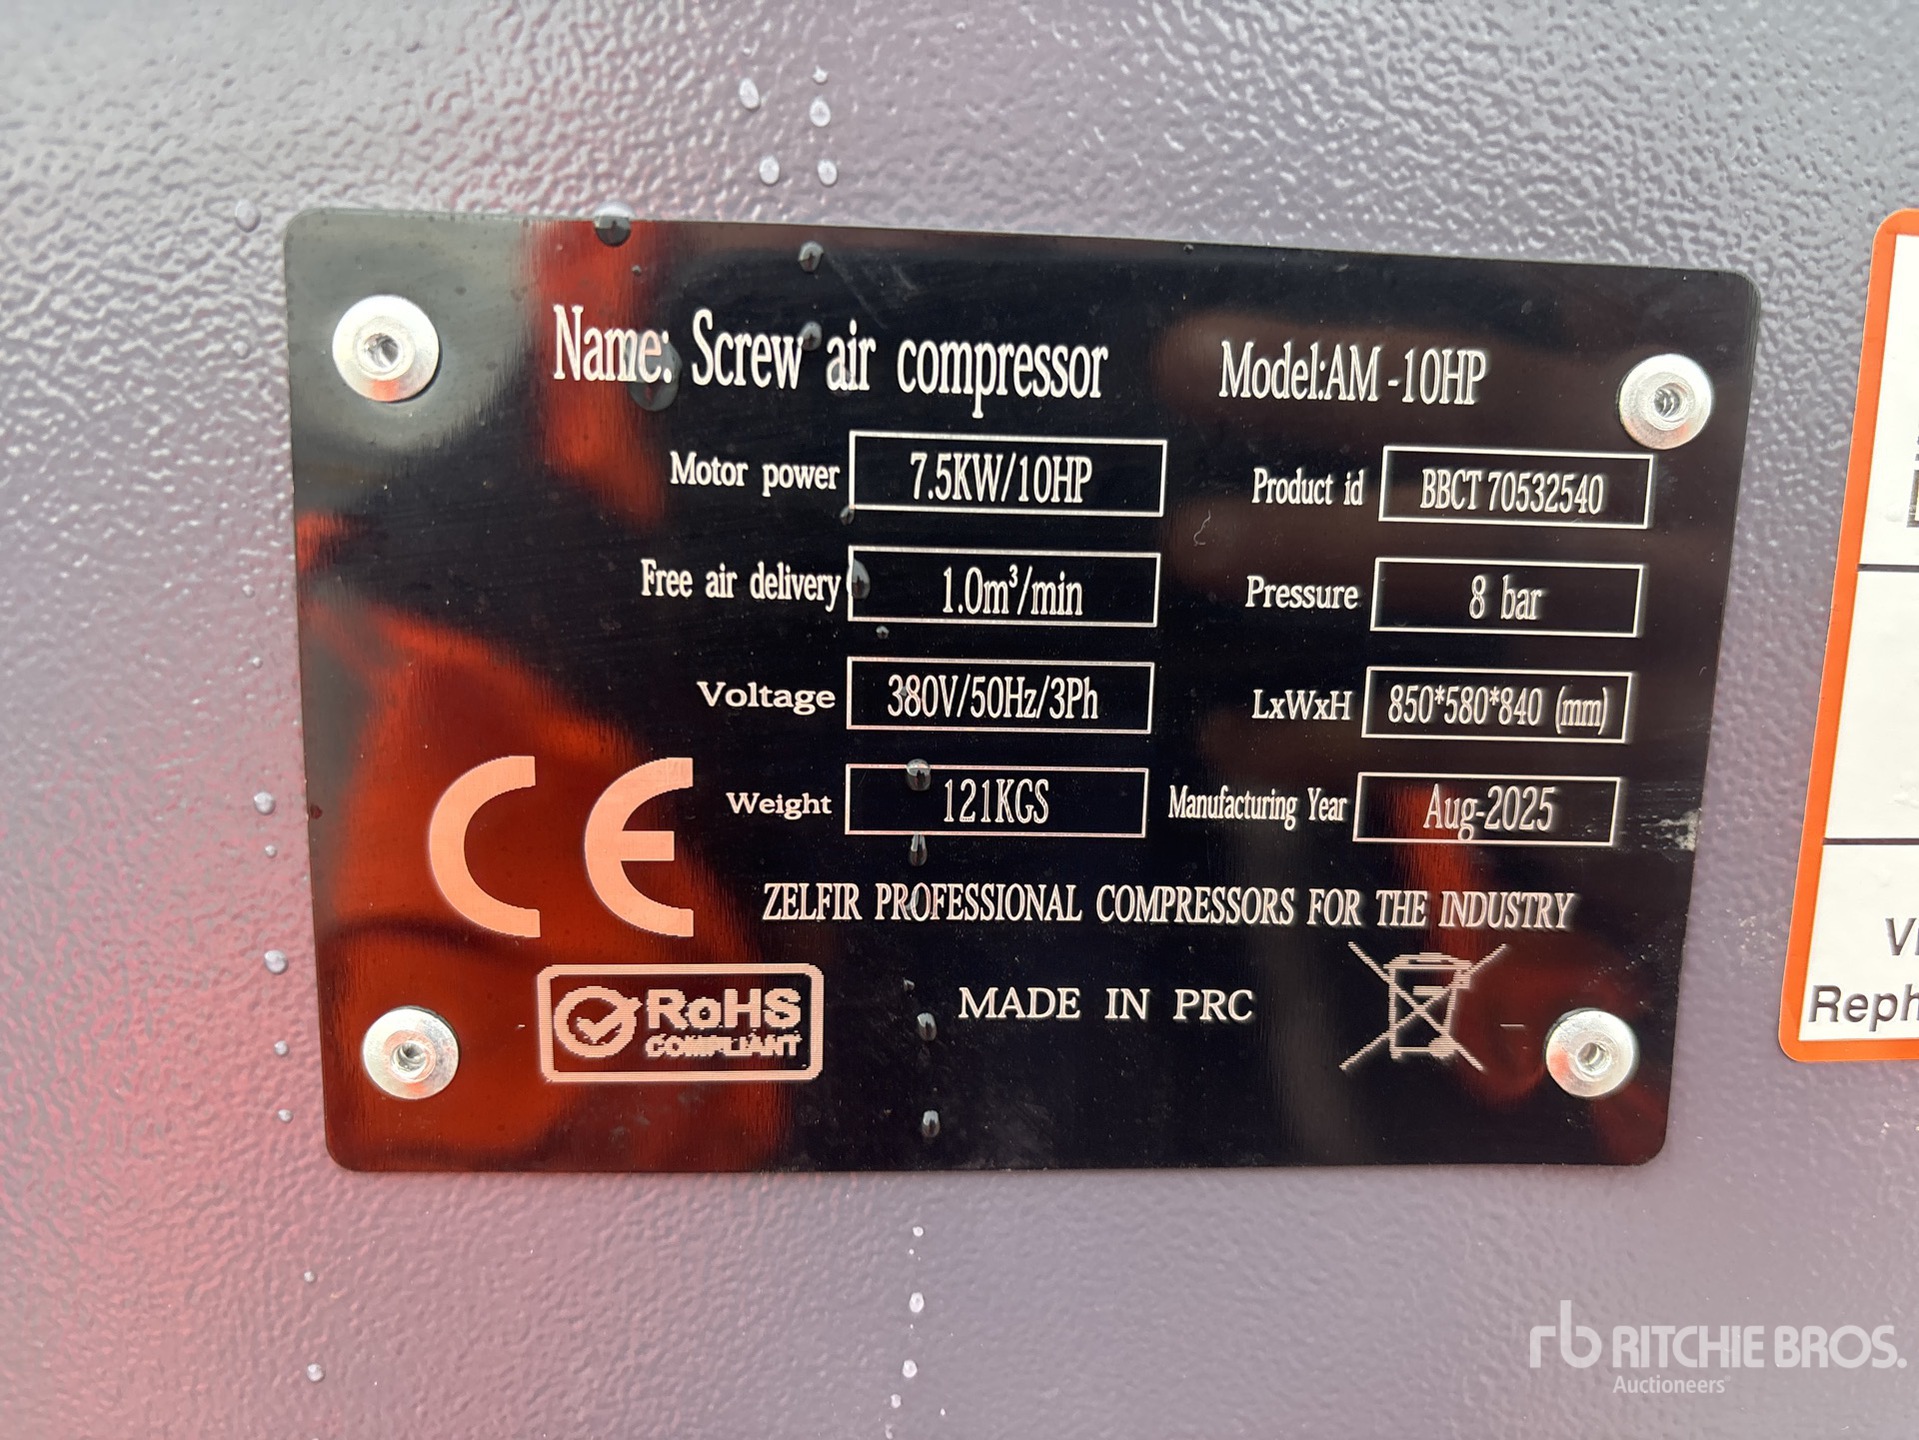 Name: Screw air compressor Model:AM -10HP
Motor power 7.5KW/10HP Product id BBCT 70532540
Free air delivery 1.0m³/min Pressure 8 bar
Voltage 380V/50Hz/3Ph LxWxH 850*580*840 (mm)
Weight 121KGS Manufacturing Year Aug-2025
CE
ZELFIR PROFESSIONAL COMPRESSORS FOR THE INDUSTRY
RoHS
COMPLIANT
MADE IN PRC
rb RITCHIE BROS.
Auctioneers